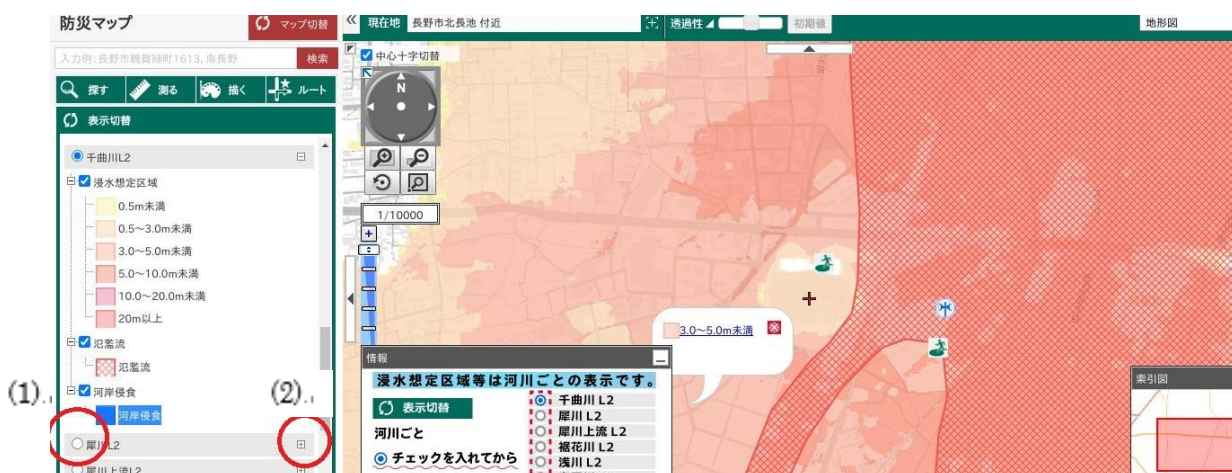 防災マップ
マップ切替
入力例:長野市鶴賀緑町1613, 南長野
検索
探す
測る
描く
ルート
表示切替
千曲川L2
浸水想定区域
0.5m未満
0.5～3.0m未満
3.0～5.0m未満
5.0～10.0m未満
10.0～20.0m未満
20m以上
氾濫流
氾濫流
河岸侵食
河岸侵食
(1).
(2).
犀川L2
犀川上流L2
現在地 長野市北長池 付近
透過性
初期値
地形図
中心十字切替
N
1/10000
3.0～5.0m未満
情報
浸水想定区域等は河川ごとの表示です。
表示切替
河川ごと
チェックを入れてから
千曲川 L2
犀川 L2
犀川上流 L2
裾花川 L2
浅川 L2
索引図